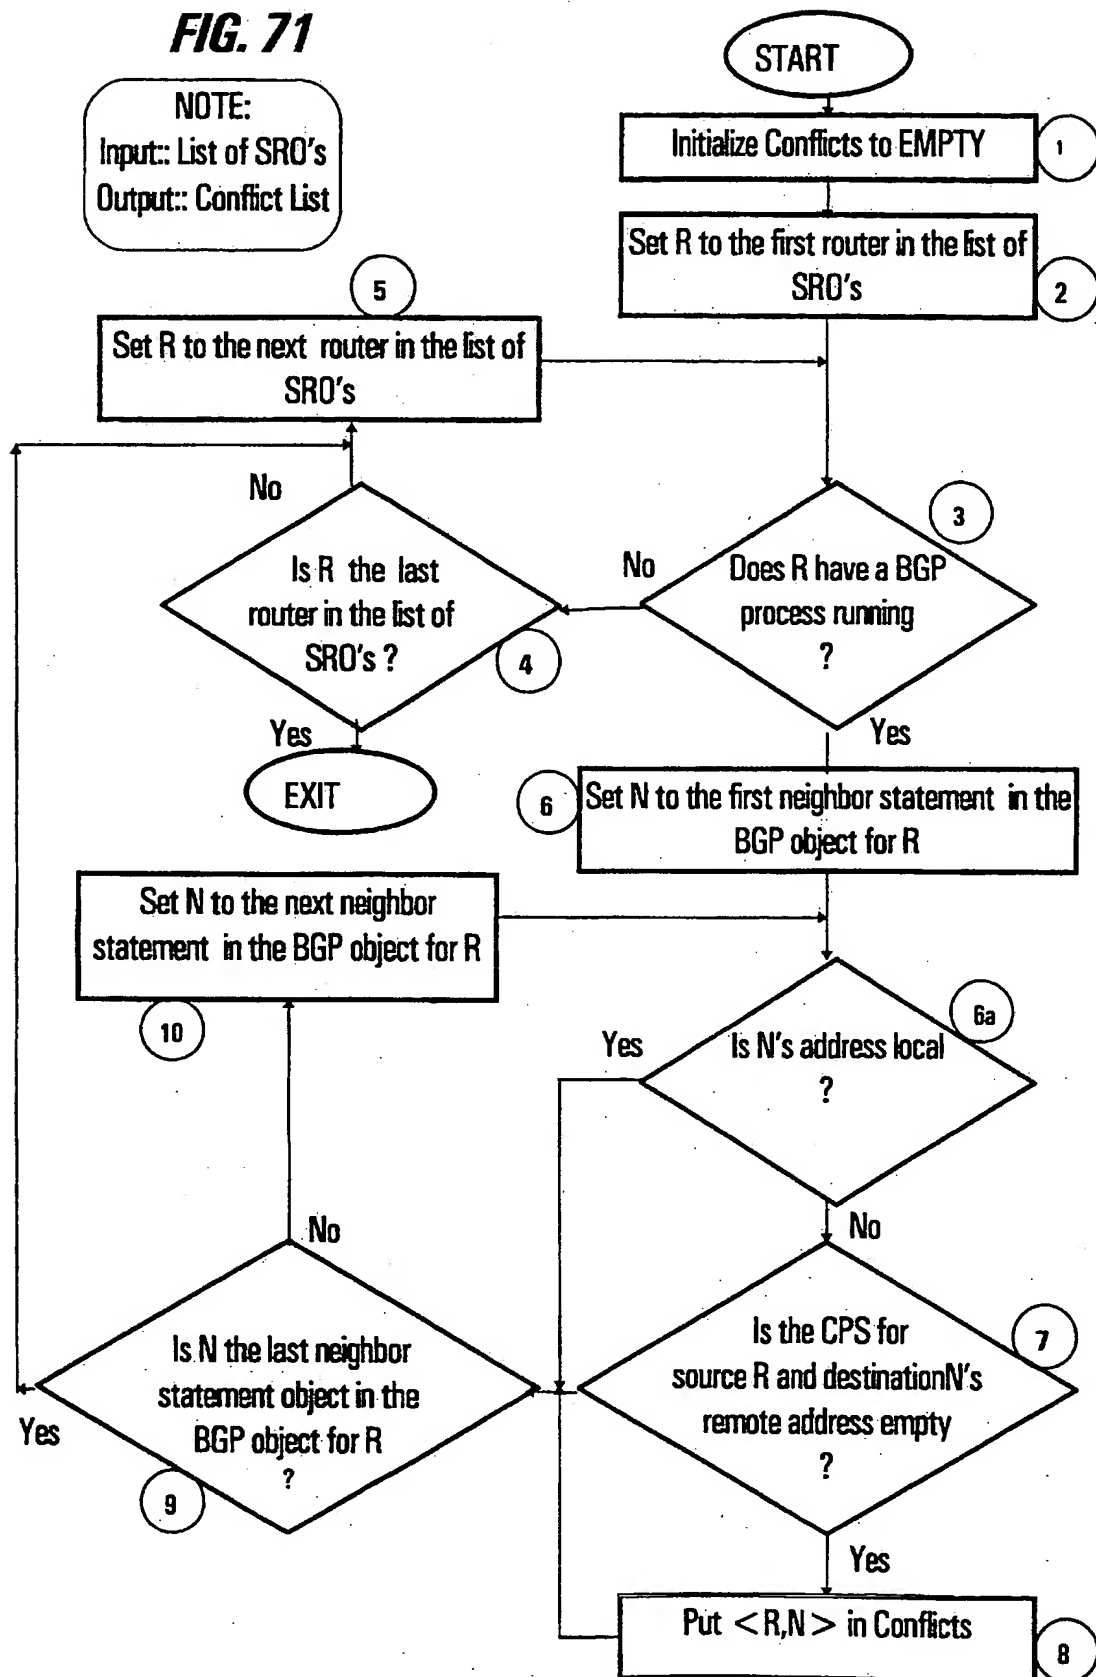 FIG. 71
NOTE:
Input:: List of SRO's
Output:: Conflict List
START
Initialize Conflicts to EMPTY
1
Set R to the first router in the list of
SRO's
2
5
Set R to the next router in the list of
SRO's
No
Is R the last
router in the list of
SRO's ?
4
Yes
EXIT
No
3
Does R have a BGP
process running
?
Yes
6
Set N to the first neighbor statement in the
BGP object for R
Set N to the next neighbor
statement in the BGP object for R
10
6a
Yes
Is N's address local
?
No
No
Is N the last neighbor
statement object in the
BGP object for R
?
Yes
9
7
Is the CPS for
source R and destinationN's
remote address empty
?
Yes
Put <R,N> in Conflicts
8